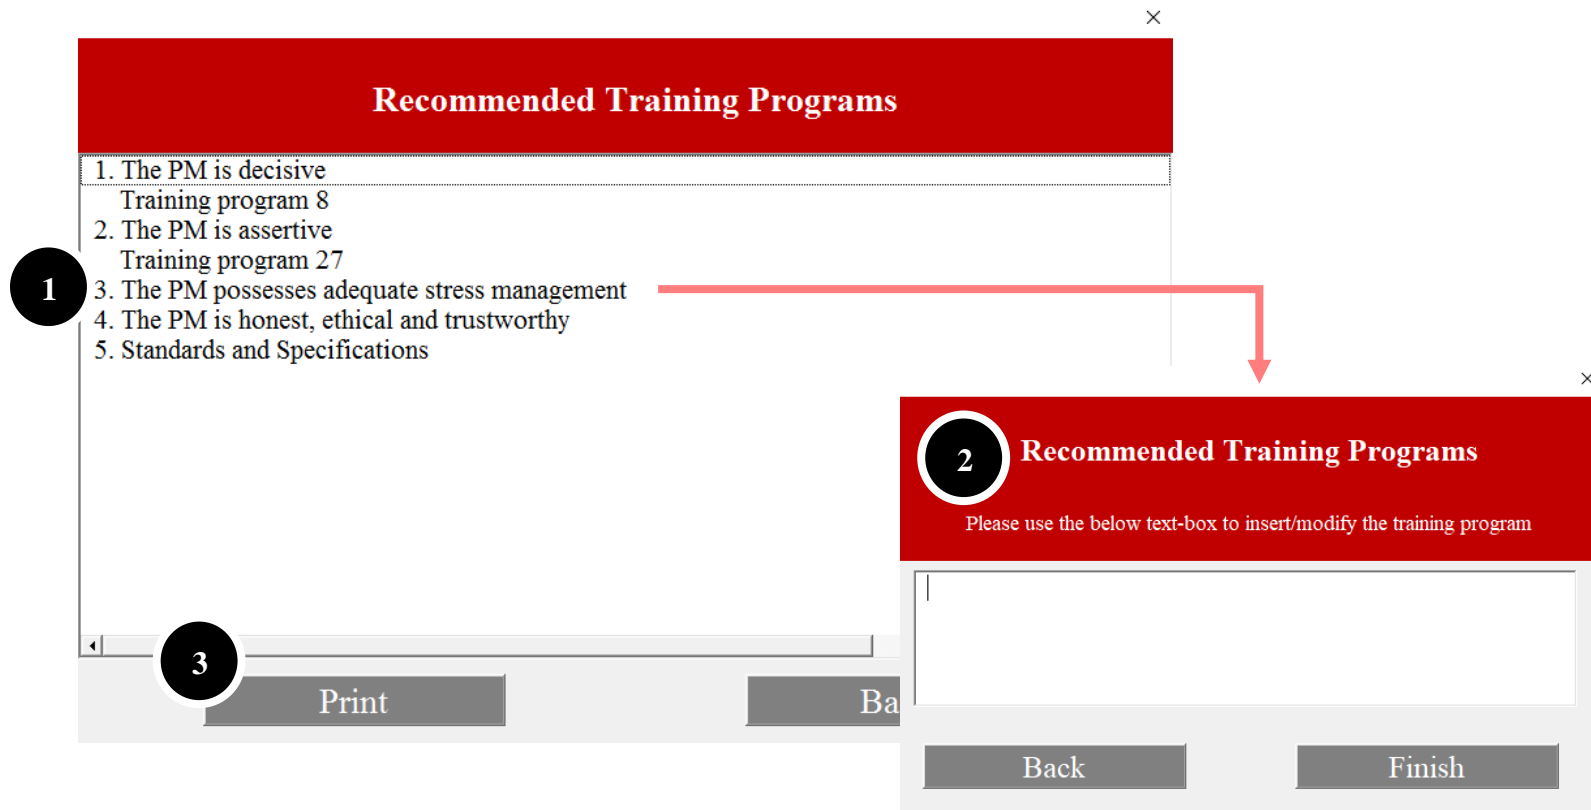 Recommended Training Programs
1. The PM is decisive
Training program 8
2. The PM is assertive
Training program 27
1
3. The PM possesses adequate stress management
4. The PM is honest, ethical and trustworthy
5. Standards and Specifications
2
Recommended Training Programs
Please use the below text-box to insert/modify the training program
3
Print
Ba
Back
Finish